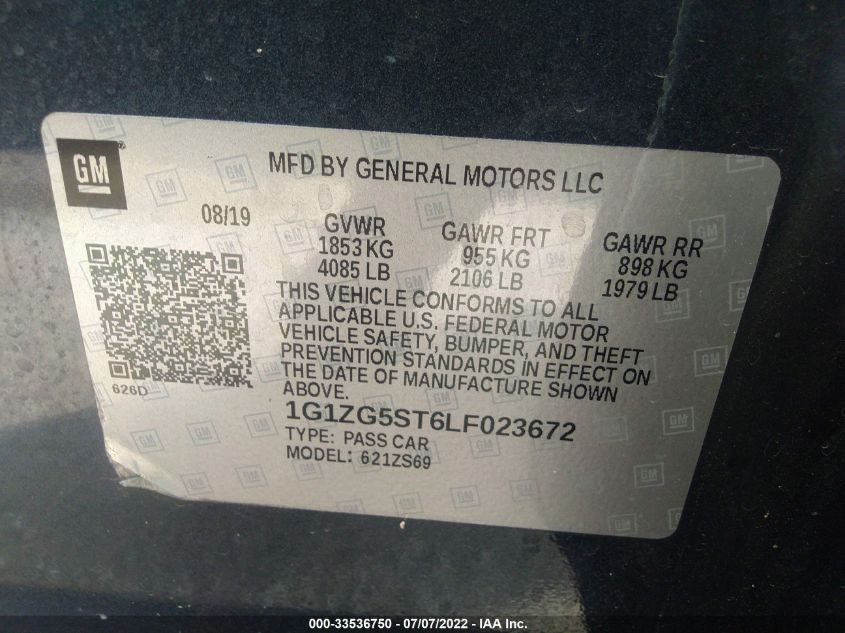 GM
MFD BY GENERAL MOTORS LLC
08/19
GVWR
1853 KG
4085 LB
GAWR FRT
955 KG
2106 LB
GAWR RR
898 KG
1979 LB
THIS VEHICLE CONFORMS TO ALL
APPLICABLE U.S. FEDERAL MOTOR
VEHICLE SAFETY, BUMPER, AND THEFT
PREVENTION STANDARDS IN EFFECT ON
THE DATE OF MANUFACTURE SHOWN
ABOVE.
626D
1G1ZG5ST6LF023672
TYPE: PASS CAR
MODEL: 621ZS69
000-33536750 - 07/07/2022 - © IAA Holdings, LLC